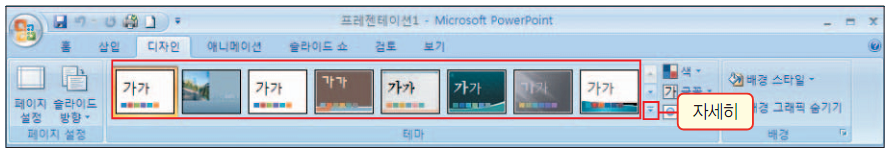 프레젠테이션1 - Microsoft PowerPoint
홈 삽입 디자인 애니메이션 슬라이드 쇼 검토 보기
가가 가가 가가 가가 가가 가가 가가
색
가
배경 스타일
페이지 설정
슬라이드 방향
자세히
그래픽 숨기기
페이지 설정 테마 배경